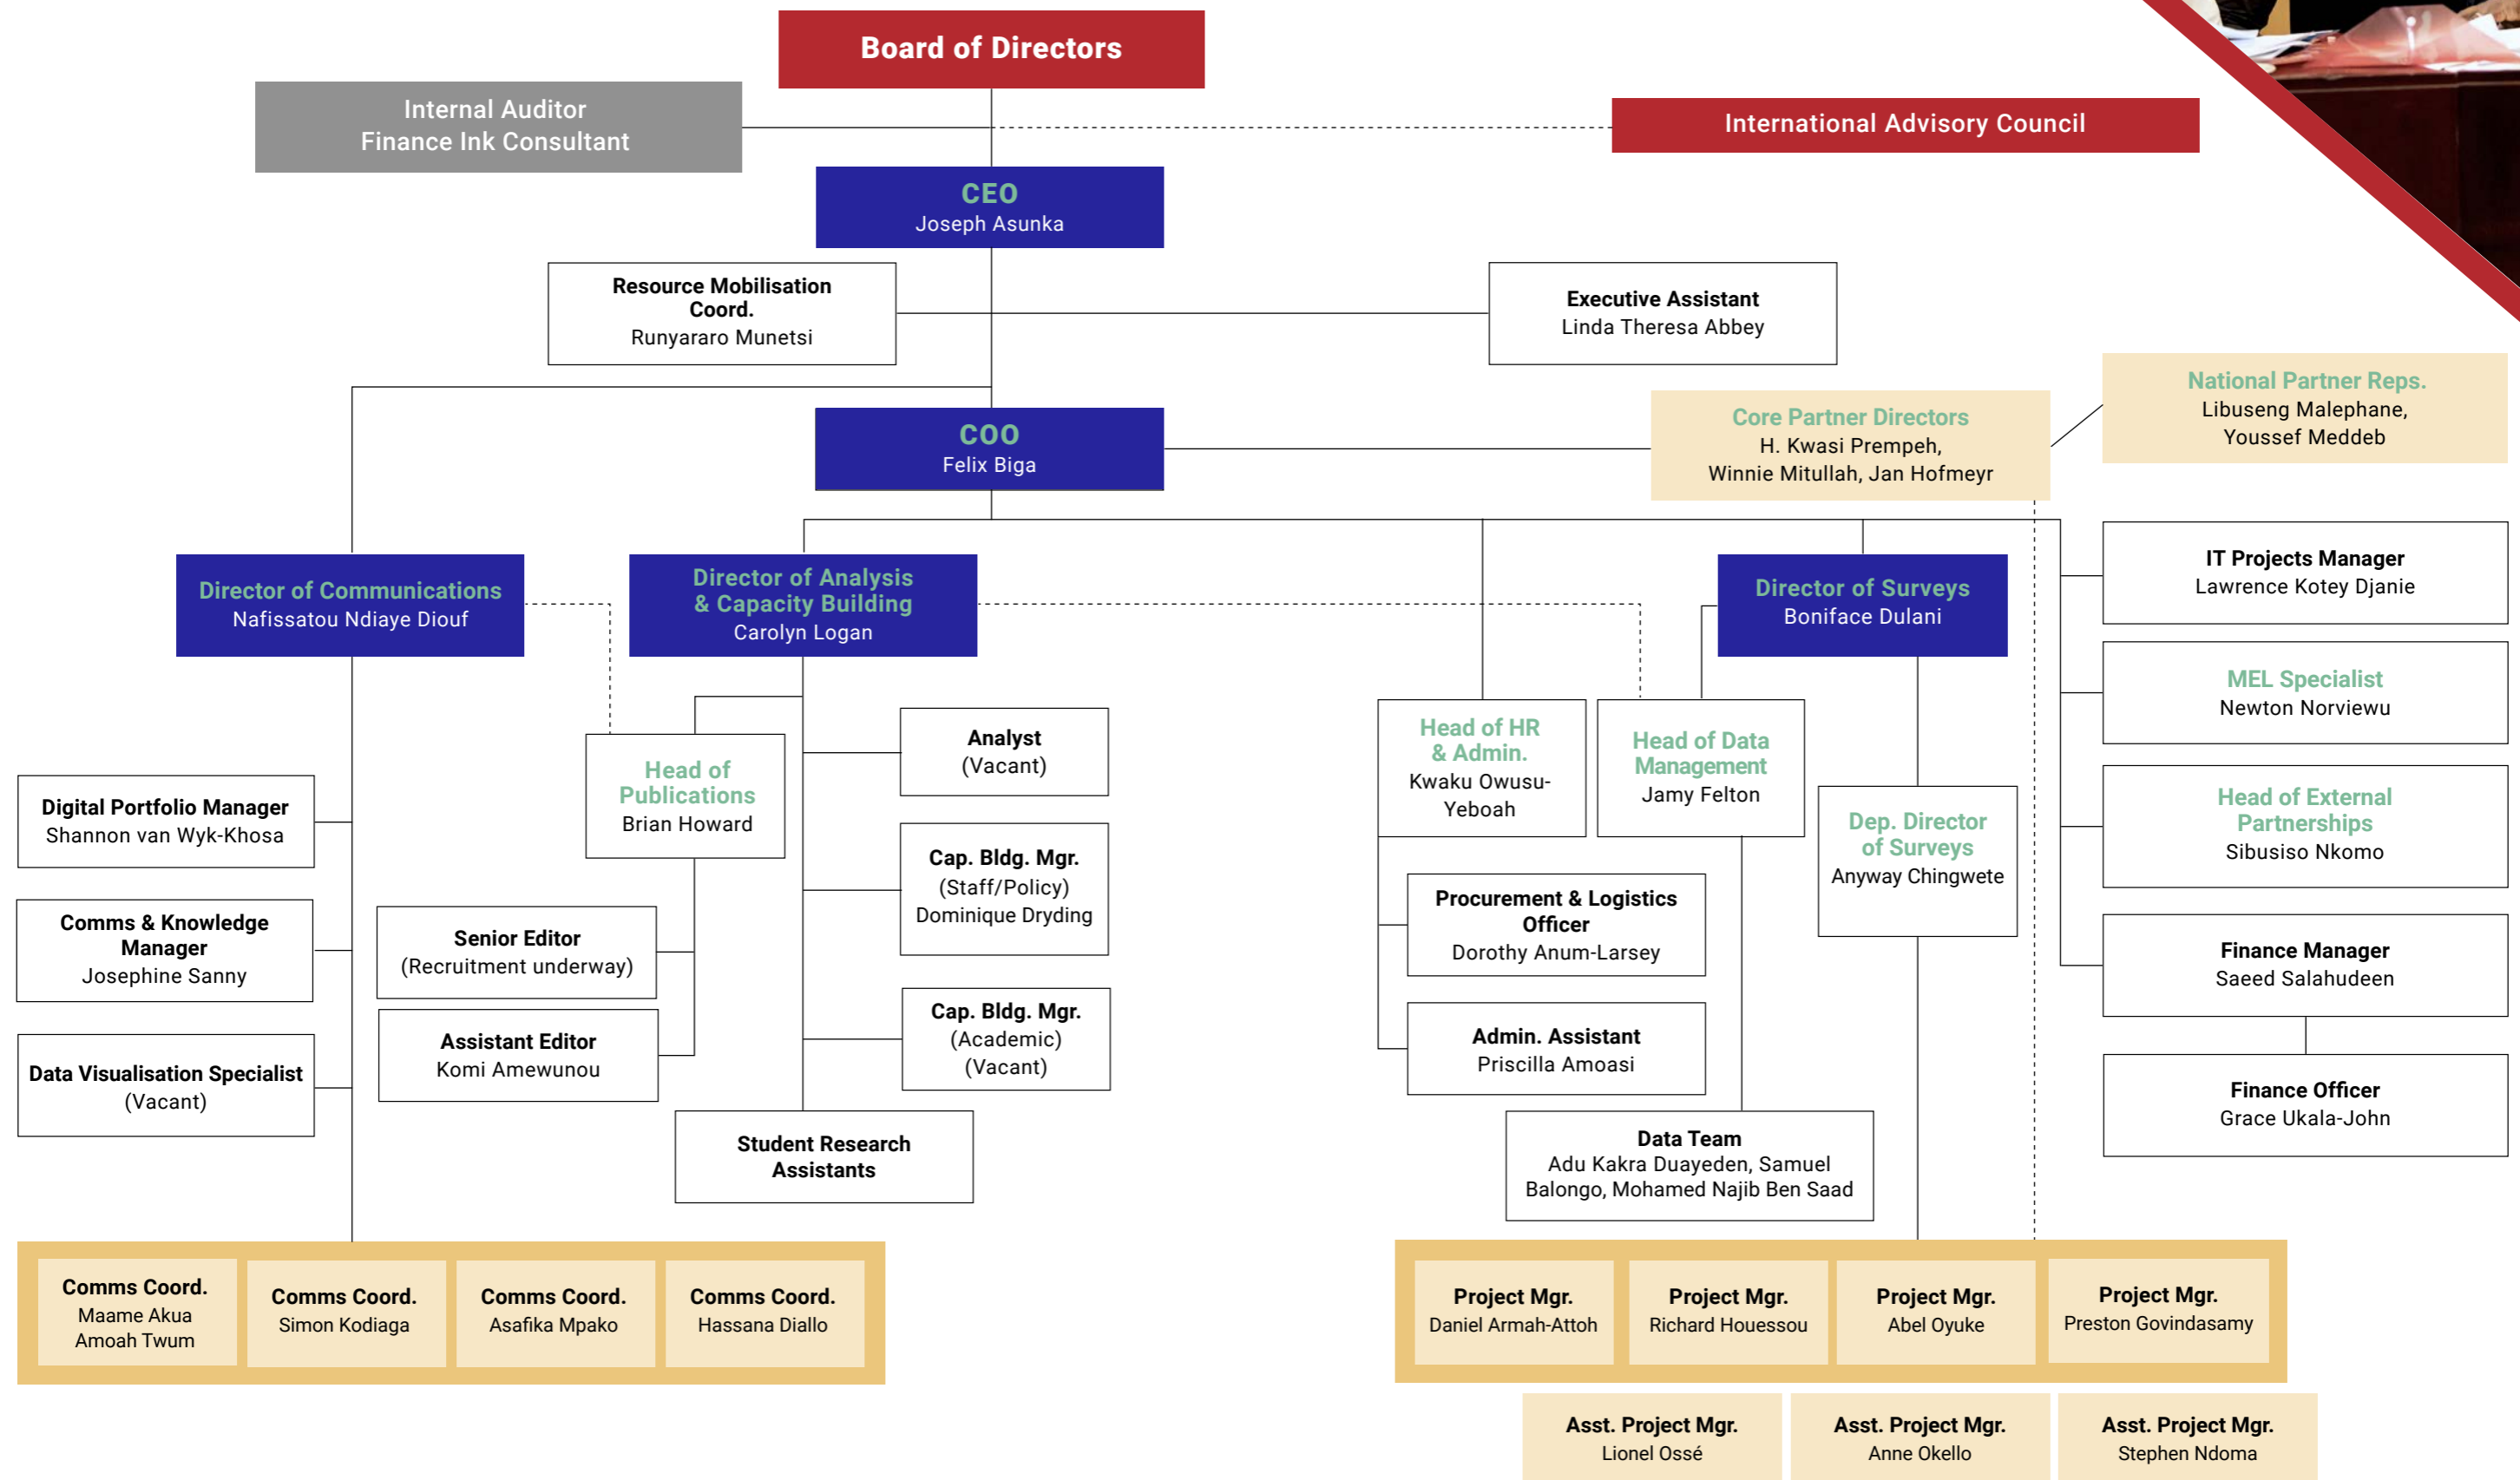 Board of Directors
Internal Auditor
Finance Ink Consultant
International Advisory Council
CEO
Joseph Asunka
Resource Mobilisation
Coord.
Runyararo Munetsi
Executive Assistant
Linda Theresa Abbey
National Partner Reps.
Libuseng Malephane,
Youssef Meddeb
Core Partner Directors
H. Kwasi Prempeh,
Winnie Mitullah, Jan Hofmeyr
COO
Felix Biga
Director of Communications
Nafissatou Ndiaye Diouf
Director of Analysis
& Capacity Building
Carolyn Logan
Director of Surveys
Boniface Dulani
IT Projects Manager
Lawrence Kotey Djanie
MEL Specialist
Newton Norviewu
Head of External
Partnerships
Sibusiso Nkomo
Finance Manager
Saeed Salahudeen
Finance Officer
Grace Ukala-John
Head of HR
& Admin.
Kwaku Owusu-
Yeboah
Head of Data
Management
Jamy Felton
Dep. Director
of Surveys
Anyway Chingwete
Analyst
(Vacant)
Head of
Publications
Brian Howard
Cap. Bldg. Mgr.
(Staff/Policy)
Dominique Dryding
Cap. Bldg. Mgr.
(Academic)
(Vacant)
Student Research
Assistants
Digital Portfolio Manager
Shannon van Wyk-Khosa
Comms & Knowledge
Manager
Josephine Sanny
Data Visualisation Specialist
(Vacant)
Senior Editor
(Recruitment underway)
Assistant Editor
Komi Amewunou
Procurement & Logistics
Officer
Dorothy Anum-Larsey
Admin. Assistant
Priscilla Amoasi
Data Team
Adu Kakra Duayeden, Samuel
Balongo, Mohamed Najib Ben Saad
Comms Coord.
Maame Akua
Amoah Twum
Comms Coord.
Simon Kodiaga
Comms Coord.
Asafika Mpako
Comms Coord.
Hassana Diallo
Project Mgr.
Daniel Armah-Attoh
Project Mgr.
Richard Houessou
Project Mgr.
Abel Oyuke
Project Mgr.
Preston Govindasamy
Asst. Project Mgr.
Lionel Ossé
Asst. Project Mgr.
Anne Okello
Asst. Project Mgr.
Stephen Ndoma